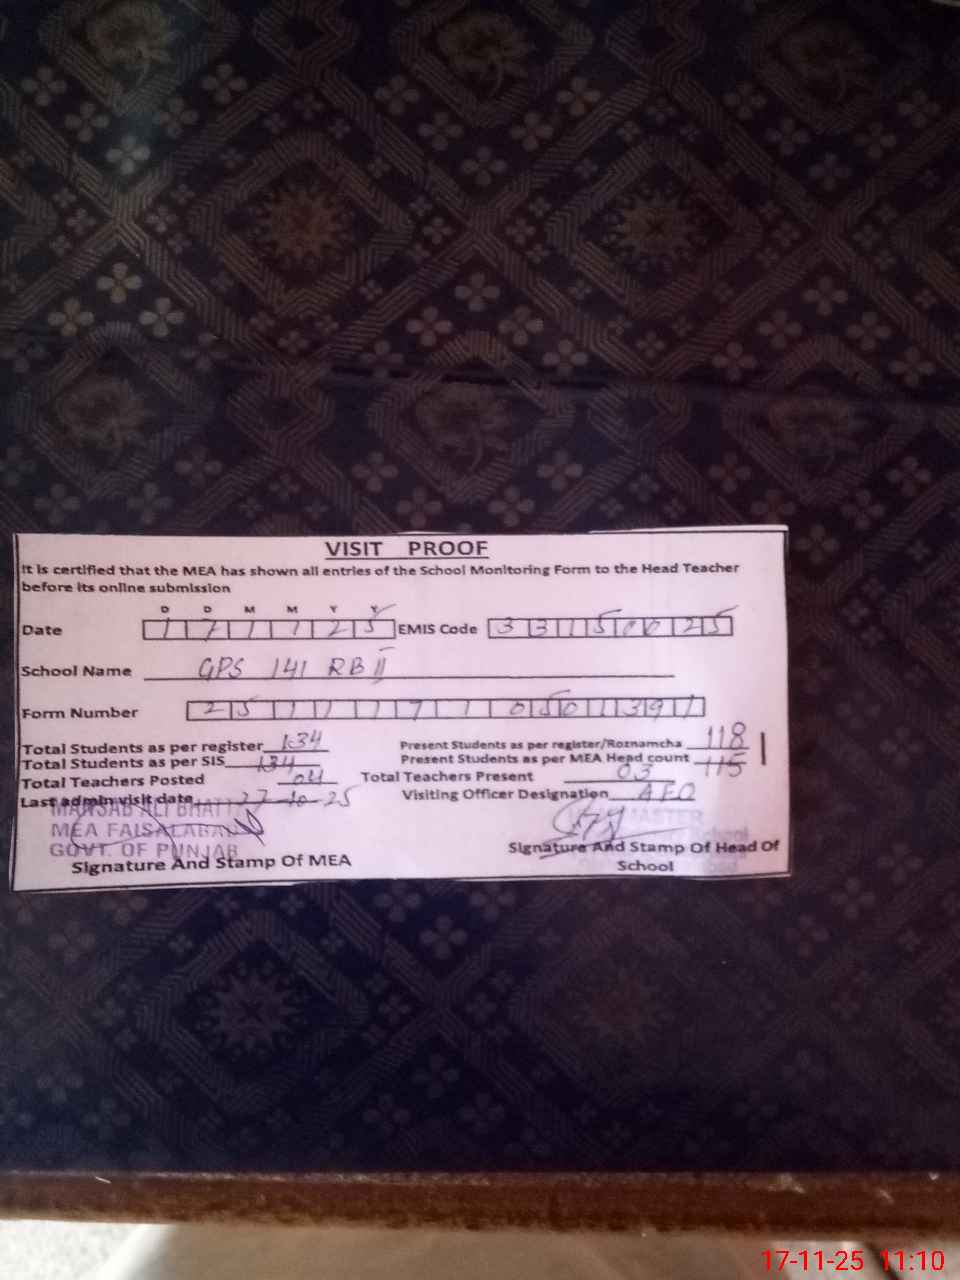 VISIT PROOF
It is certified that the MEA has shown all entries of the School Monitoring Form to the Head Teacher
before its online submission
D D M M Y Y
Date 1 7 1 1 2 5 EMIS Code 3 3 1 5 0 0 2 5
School Name GPS 141 RB II
Form Number 2 5 1 1 1 7 1 0 5 0 1 3 9 1
Total Students as per register 134 Present Students as per register/Roznamcha 118
Total Students as per SIS 134 Present Students as per MEA Head count 115
Total Teachers Posted 04 Total Teachers Present 03
Last admin visit date 27-10-25 Visiting Officer Designation AEO
MANSAB ALI BHATTI
MEA FAISALABAD
GOVT. OF PUNJAB
Signature And Stamp Of MEA
Signature And Stamp Of Head Of
School
17-11-25 11:10